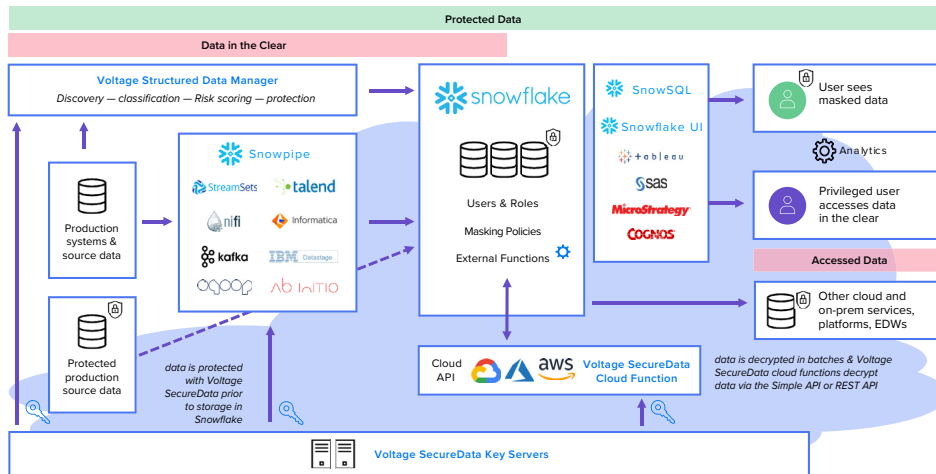 Protected Data
Data in the Clear
Voltage Structured Data Manager
Discovery — classification — Risk scoring — protection
Production
systems &
source data
Protected
production
source data
Snowpipe
StreamSets
talend
nifi
Informatica
kafka
IBM Datastage
sqoop
Ab INITIO
data is protected
with Voltage
SecureData prior
to storage in
Snowflake
snowflake
Users & Roles
Masking Policies
External Functions
Cloud
API
aws
Voltage SecureData
Cloud Function
SnowSQL
Snowflake UI
+ableau
sas
MicroStrategy
COGNOS
User sees
masked data
Analytics
Privileged user
accesses data
in the clear
Accessed Data
Other cloud and
on-prem services,
platforms, EDWs
data is decrypted in batches & Voltage
SecureData cloud functions decrypt
data via the Simple API or REST API
Voltage SecureData Key Servers